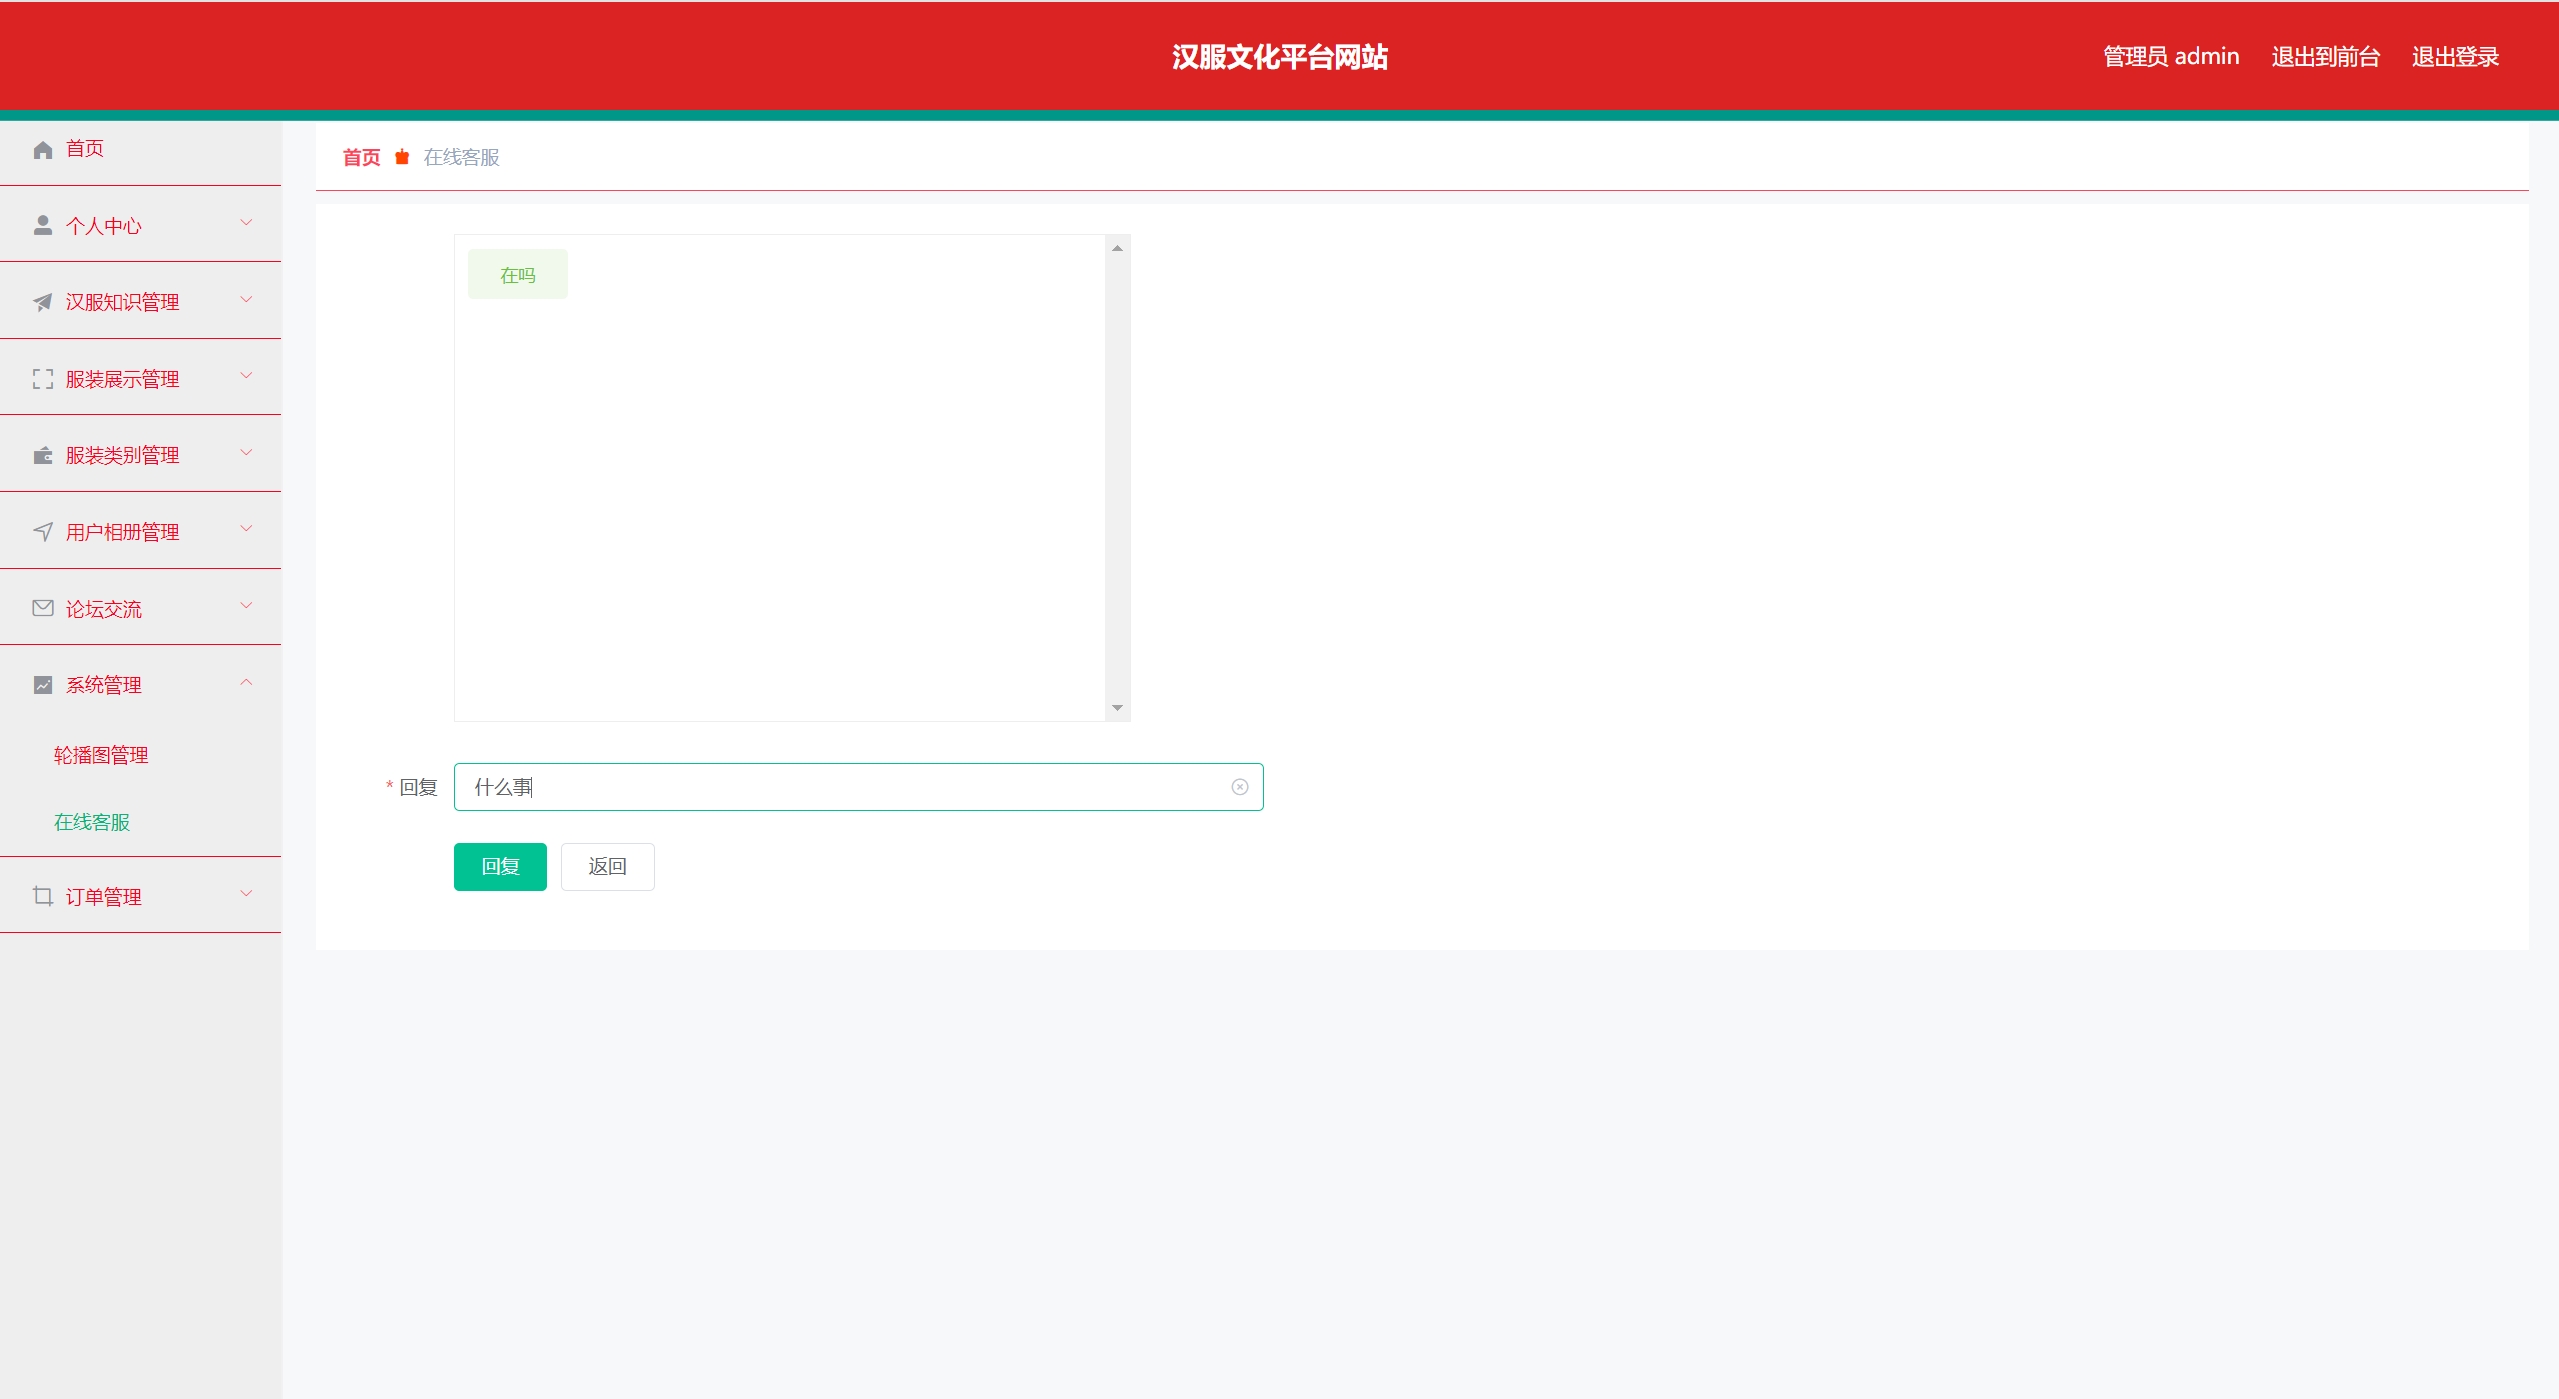 汉服文化平台网站
管理员 admin 退出到前台 退出登录
首页
个人中心
汉服知识管理
服装展示管理
服装类别管理
用户相册管理
论坛交流
系统管理
轮播图管理
在线客服
订单管理
首页 在线客服
在吗
* 回复 什么事
回复 返回